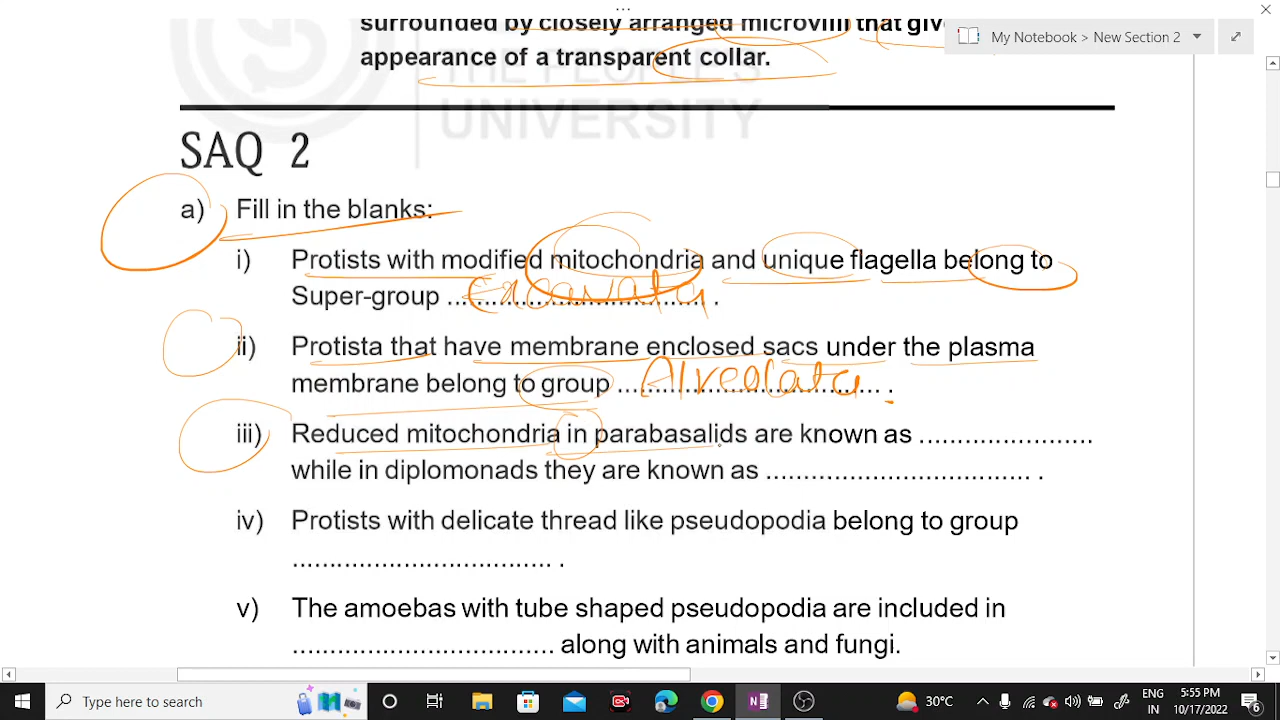 ...
surrounded by closely arranged microvilli that giv
appearance of a transparent collar.
My Notebook > New Section 2
THE PEOPLE'S
UNIVERSITY
SAQ 2
a) Fill in the blanks:
i) Protists with modified mitochondria and unique flagella belong to
Super-group .................................. .
Excavata
ii) Protista that have membrane enclosed sacs under the plasma
membrane belong to group .................................. .
Alveolata
iii) Reduced mitochondria in parabasalids are known as .......................
while in diplomonads they are known as .................................. .
iv) Protists with delicate thread like pseudopodia belong to group
.................................. .
v) The amoebas with tube shaped pseudopodia are included in
.................................. along with animals and fungi.
Type here to search
30°C
ENG
IN
5:55 PM
10/17/2022
6